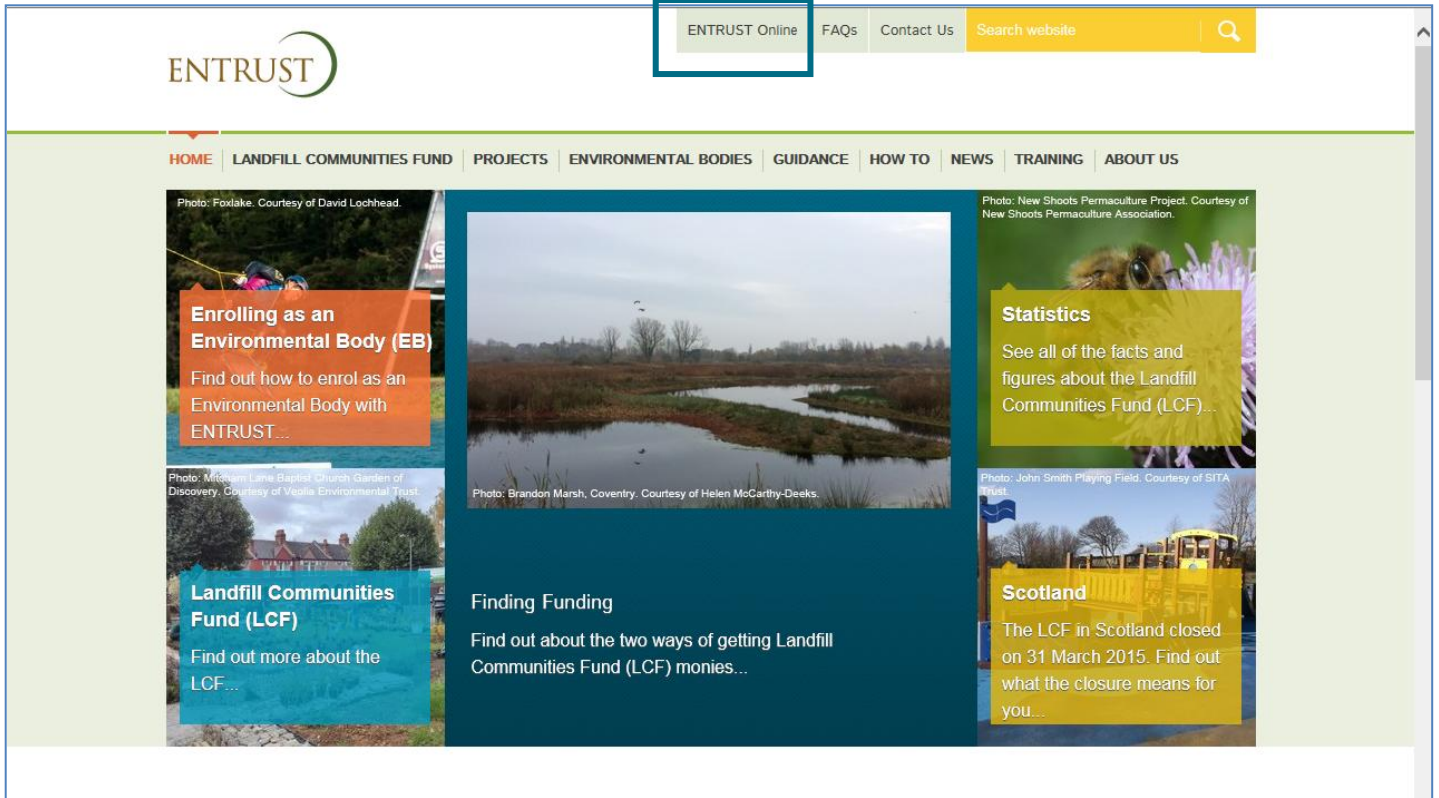 ENTRUST Online
FAQs
Contact Us
Search website
ENTRUST
HOME
LANDFILL COMMUNITIES FUND
PROJECTS
ENVIRONMENTAL BODIES
GUIDANCE
HOW TO
NEWS
TRAINING
ABOUT US
Photo: Foxlake. Courtesy of David Lochhead.
Enrolling as an
Environmental Body (EB)
Find out how to enrol as an
Environmental Body with
ENTRUST...
Photo: Mitcham Lane Baptist Church Garden of
Discovery. Courtesy of Veolia Environmental Trust.
Landfill Communities
Fund (LCF)
Find out more about the
LCF...
Photo: Brandon Marsh, Coventry. Courtesy of Helen McCarthy-Deeks.
Finding Funding
Find out about the two ways of getting Landfill
Communities Fund (LCF) monies...
Photo: New Shoots Permaculture Project. Courtesy of
New Shoots Permaculture Association.
Statistics
See all of the facts and
figures about the Landfill
Communities Fund (LCF)...
Photo: John Smith Playing Field. Courtesy of SITA
Trust.
Scotland
The LCF in Scotland closed
on 31 March 2015. Find out
what the closure means for
you...